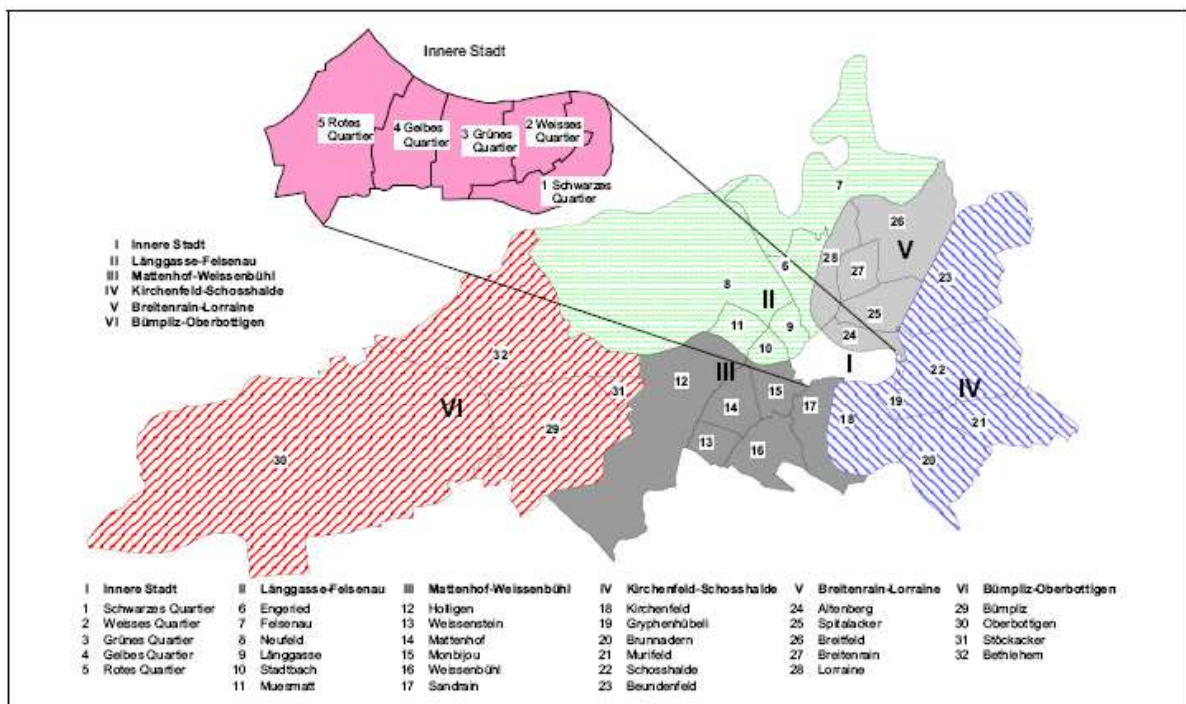 Innere Stadt
5 Rotes
Quartier
4 Gelbes
Quartier
3 Grünes
Quartier
2 Weisses
Quartier
1 Schwarzes
Quartier
I Innere Stadt
II Länggasse-Felsenau
III Mattenhof-Weissenbühl
IV Kirchenfeld-Schosshalde
V Breitenrain-Lorraine
VI Bümpliz-Oberbottigen
7
26
V
28
6
27
23
8
II
11
9
25
24
10
I
32
III
22
31
12
15
IV
VI
17
19
14
18
21
29
13
16
30
20
I Innere Stadt
1 Schwarzes Quartier
2 Weisses Quartier
3 Grünes Quartier
4 Gelbes Quartier
5 Rotes Quartier
II Länggasse-Felsenau
6 Engeried
7 Felsenau
8 Neufeld
9 Länggasse
10 Stadtbach
11 Muesmatt
III Mattenhof-Weissenbühl
12 Holligen
13 Weissenstein
14 Mattenhof
15 Monbijou
16 Weissenbühl
17 Sandrain
IV Kirchenfeld-Schosshalde
18 Kirchenfeld
19 Gryphenhübeli
20 Brunnadern
21 Murifeld
22 Schosshalde
23 Beundenfeld
V Breitenrain-Lorraine
24 Altenberg
25 Spitalacker
26 Breitfeld
27 Breitenrain
28 Lorraine
VI Bümpliz-Oberbottigen
29 Bümpliz
30 Oberbottigen
31 Stöckacker
32 Bethlehem